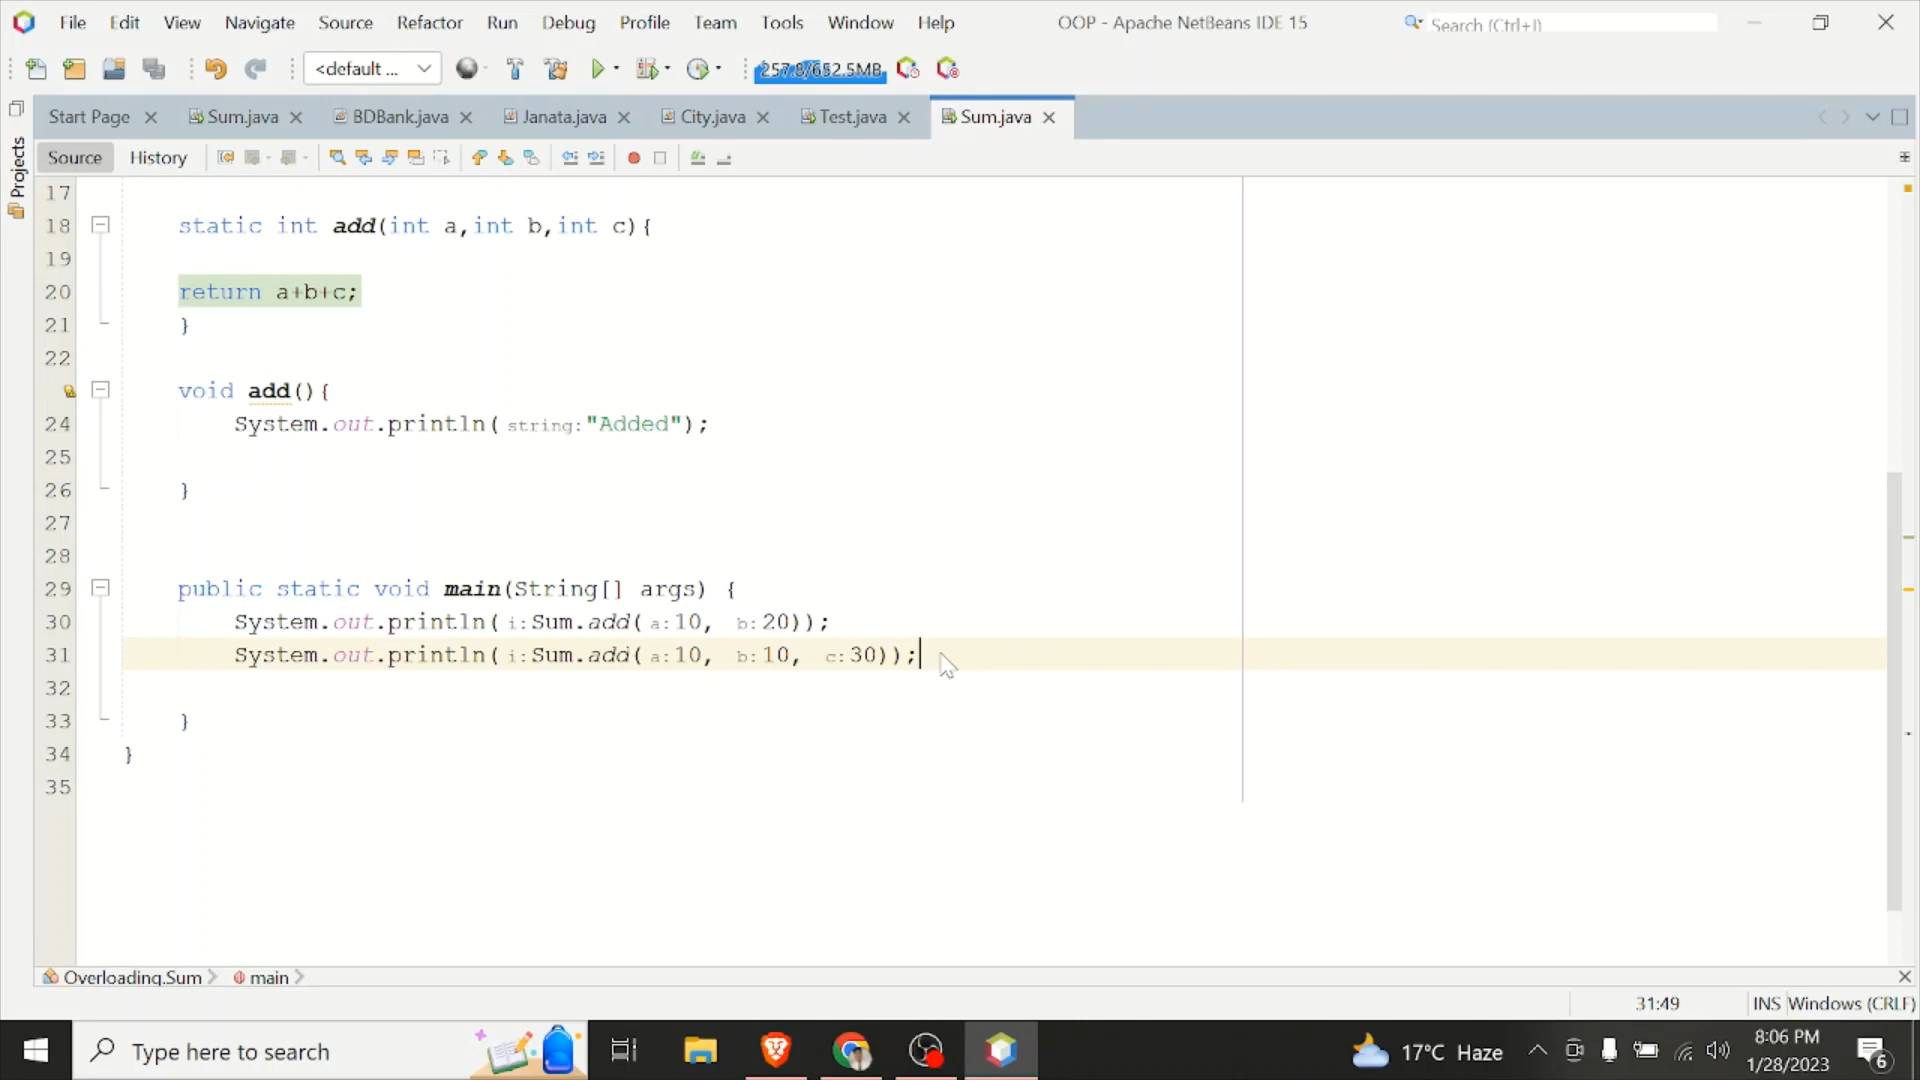 File Edit View Navigate Source Refactor Run Debug Profile Team Tools Window Help OOP - Apache NetBeans IDE 15 Search (Ctrl+I)
<default ... 257.8/652.5MB
Start Page Sum.java BDBank.java Janata.java City.java Test.java Sum.java
Projects
Source History
17
18 static int add(int a,int b,int c){
19
20 return a+b+c;
21 }
22
void add(){
24 System.out.println(string:"Added");
25
26 }
27
28
29 public static void main(String[] args) {
30 System.out.println(i:Sum.add(a:10, b:20));
31 System.out.println(i:Sum.add(a:10, b:10, c:30));
32
33 }
34 }
35
Overloading.Sum main
31:49 INS Windows (CRLF)
Type here to search 17°C Haze 8:06 PM
1/28/2023 6